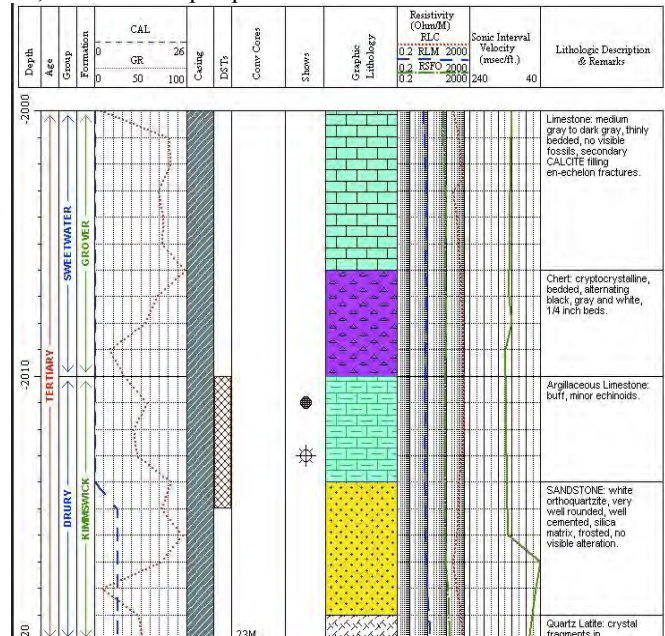 Depth
Age
Group
Formation
CAL
26
GR
0 50 100
Casing
DSTs
Conv Cores
Shows
Graphic
Lithology
Resistivity
(Ohm/M)
RLC
0.2 RLM 2000
0.2 RSFO 2000
0.2 2000
Sonic Interval
Velocity
(msec/ft.)
240 40
Lithologic Description
& Remarks
-2000
TERTIARY
SWEETWATER
GROVER
Limestone: medium
gray to dark gray, thinly
bedded, no visible
fossils, secondary
CALCITE filling
en-echelon fractures.
Chert: cryptocrystalline,
bedded, alternating
black, gray and white,
1/4 inch beds.
-2010
DRURY
KIMMSWICK
Argillaceous Limestone:
buff, minor echinoids.
SANDSTONE: white
orthoquartzite, very
well rounded, well
cemented, silica
matrix, frosted, no
visible alteration.
20
23M
Quartz Latite: crystal
fragments in